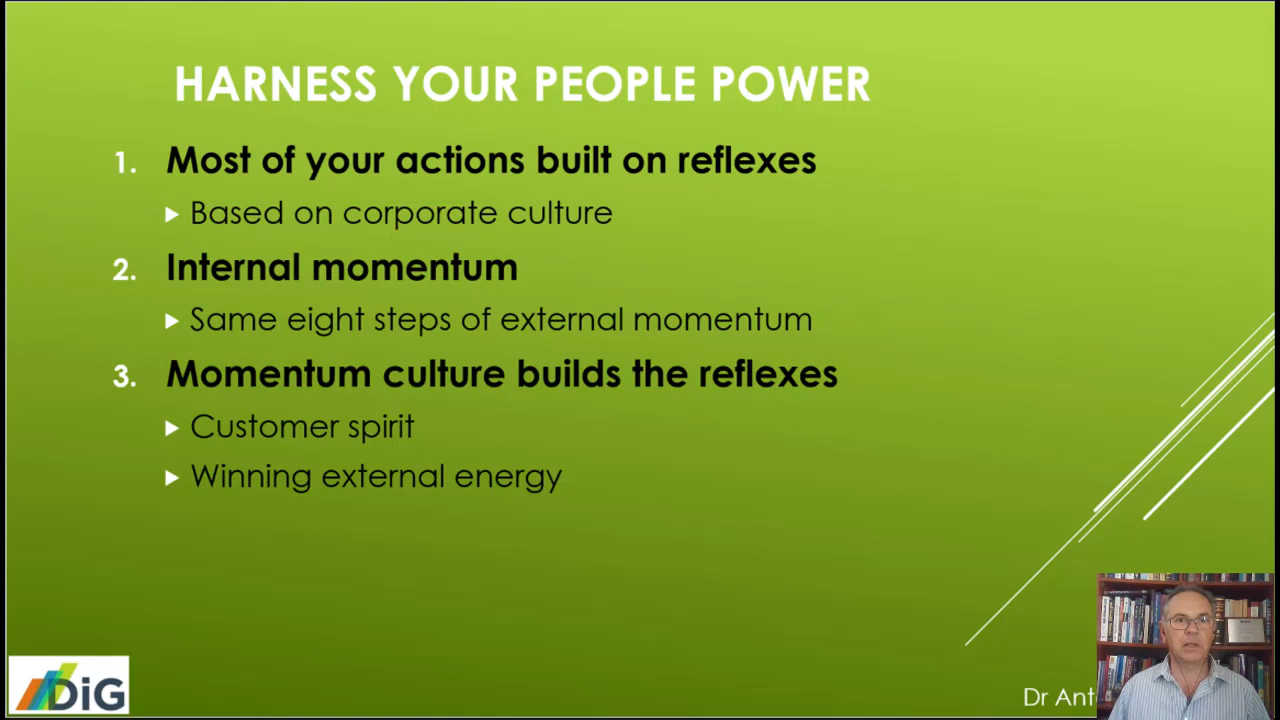 HARNESS YOUR PEOPLE POWER
1. Most of your actions built on reflexes
Based on corporate culture
2. Internal momentum
Same eight steps of external momentum
3. Momentum culture builds the reflexes
Customer spirit
Winning external energy
DiG
Dr